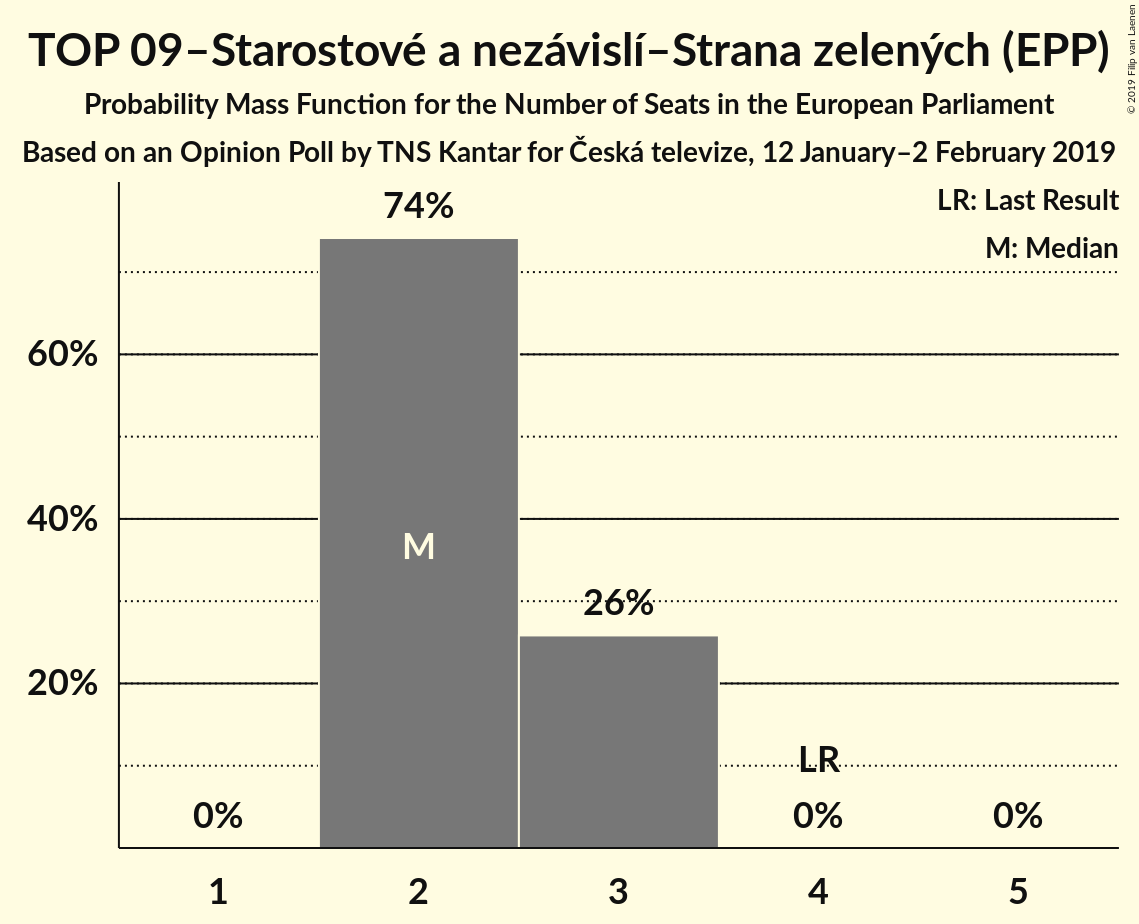 TOP 09–Starostové a nezávislí–Strana zelených (EPP)
Probability Mass Function for the Number of Seats in the European Parliament
Based on an Opinion Poll by TNS Kantar for Česká televize, 12 January–2 February 2019
© 2019 Filip van Laenen
LR: Last Result
M: Median
74%
60%
40%
M
26%
20%
LR
0%
0%
0%
1
2
3
4
5